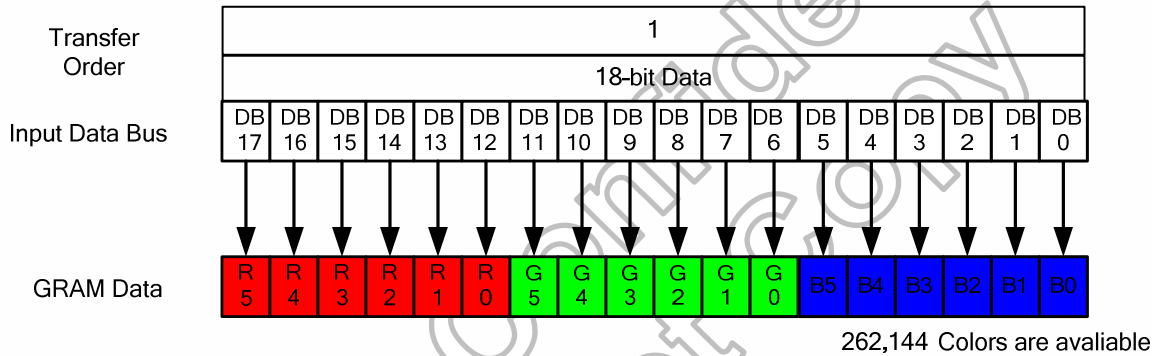 Transfer Order
1
18-bit Data
Input Data Bus
DB 17 DB 16 DB 15 DB 14 DB 13 DB 12 DB 11 DB 10 DB 9 DB 8 DB 7 DB 6 DB 5 DB 4 DB 3 DB 2 DB 1 DB 0
GRAM Data
R 5 R 4 R 3 R 2 R 1 R 0 G 5 G 4 G 3 G 2 G 1 G 0 B5 B4 B3 B2 B1 B0
262,144 Colors are avaliable
Copy